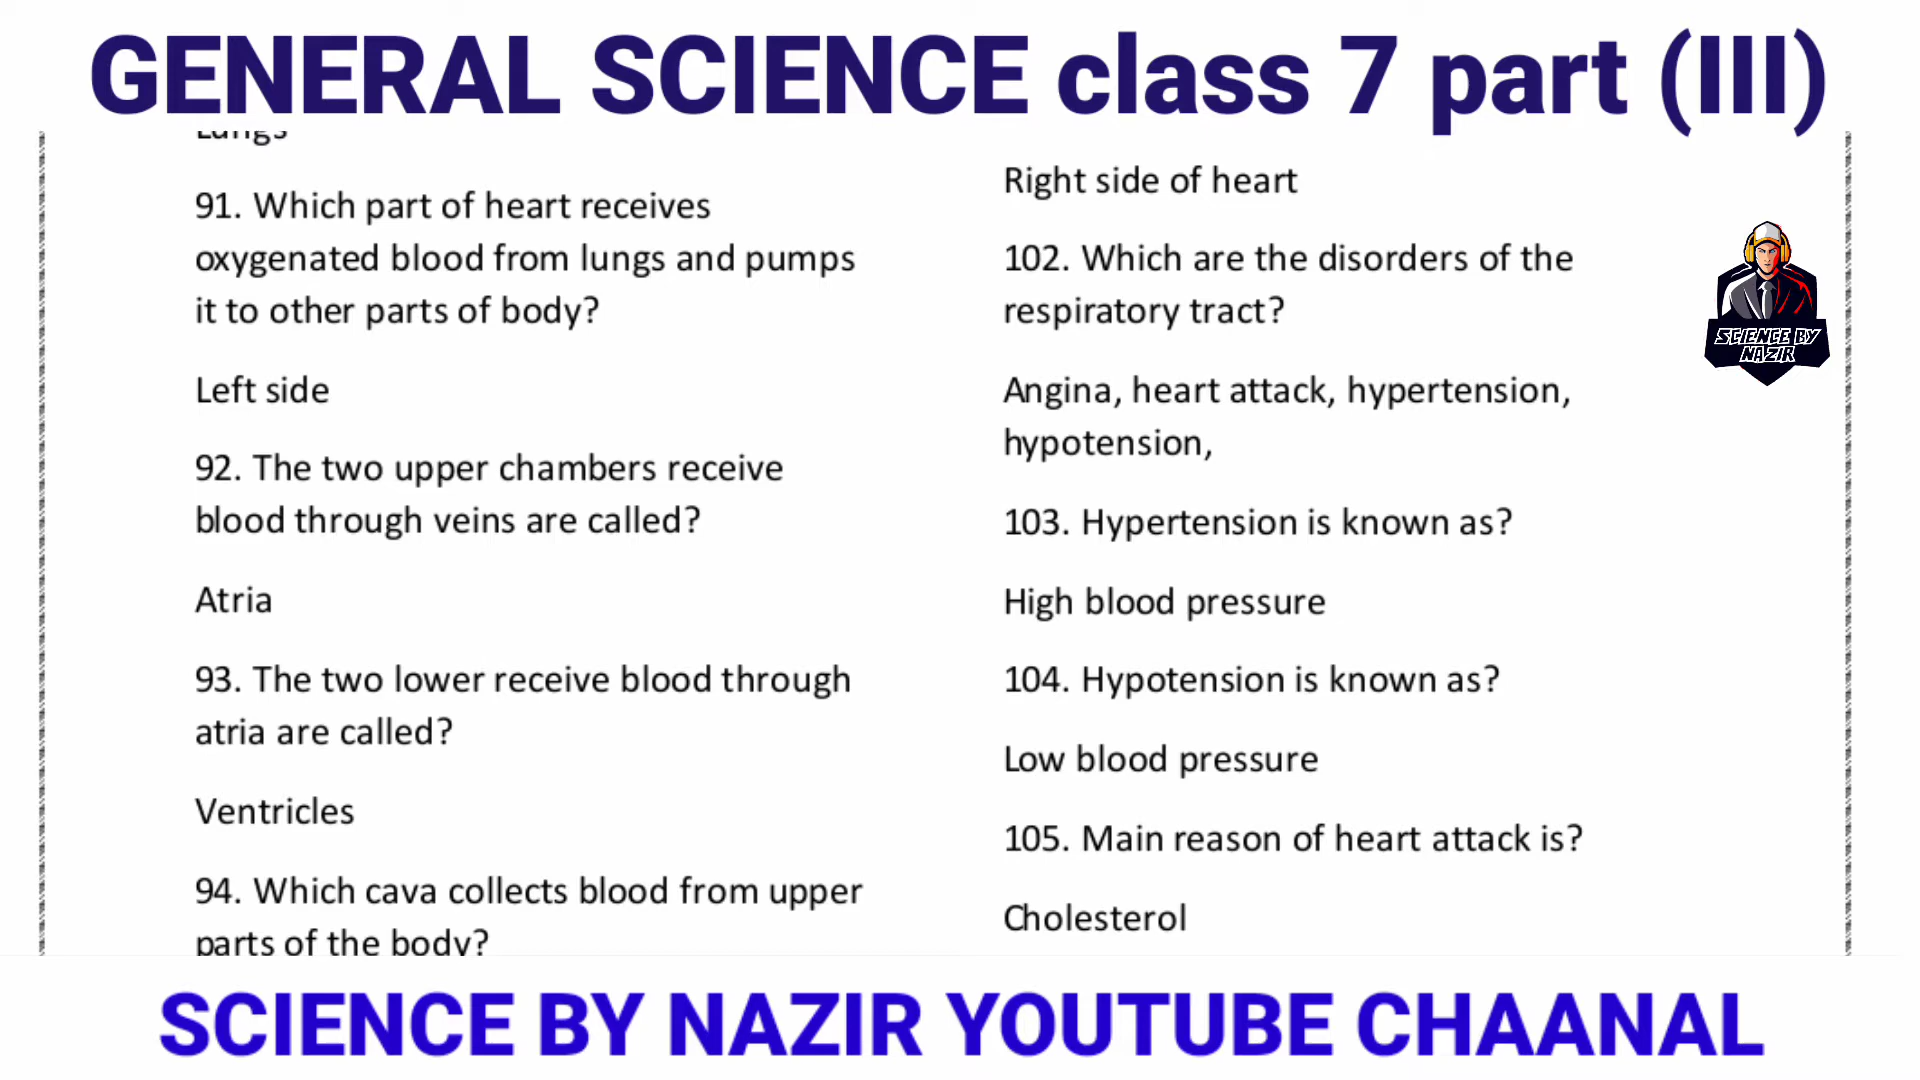 GENERAL SCIENCE class 7 part (III)
Lungs
91. Which part of heart receives
oxygenated blood from lungs and pumps
it to other parts of body?
Left side
92. The two upper chambers receive
blood through veins are called?
Atria
93. The two lower receive blood through
atria are called?
Ventricles
94. Which cava collects blood from upper
parts of the body?
Right side of heart
102. Which are the disorders of the
respiratory tract?
Angina, heart attack, hypertension,
hypotension,
103. Hypertension is known as?
High blood pressure
104. Hypotension is known as?
Low blood pressure
105. Main reason of heart attack is?
Cholesterol
SCIENCE BY
NAZIR
SCIENCE BY NAZIR YOUTUBE CHAANAL